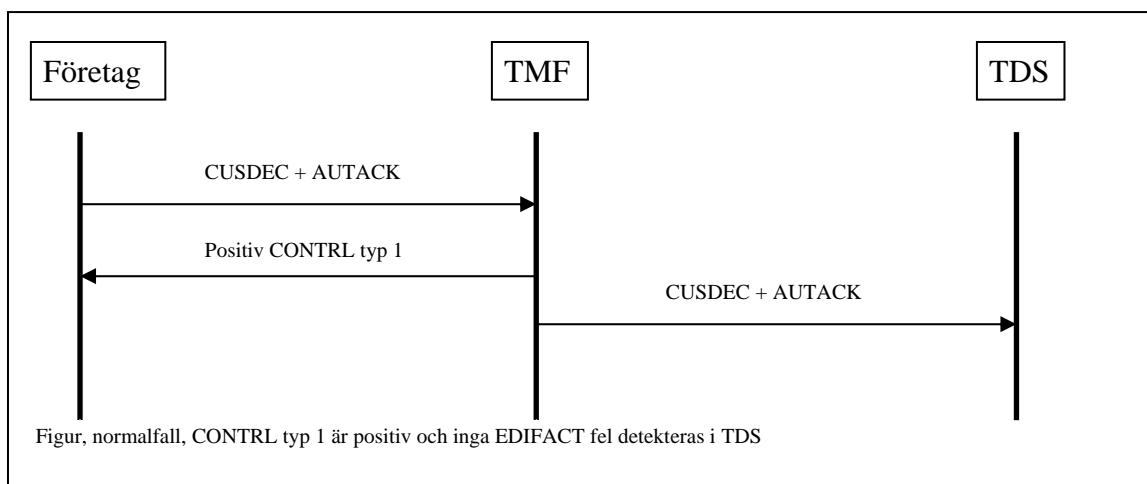 Företag
TMF
TDS
CUSDEC + AUTACK
Positiv CONTRL typ 1
CUSDEC + AUTACK
Figur, normalfall, CONTRL typ 1 är positiv och inga EDIFACT fel detekteras i TDS